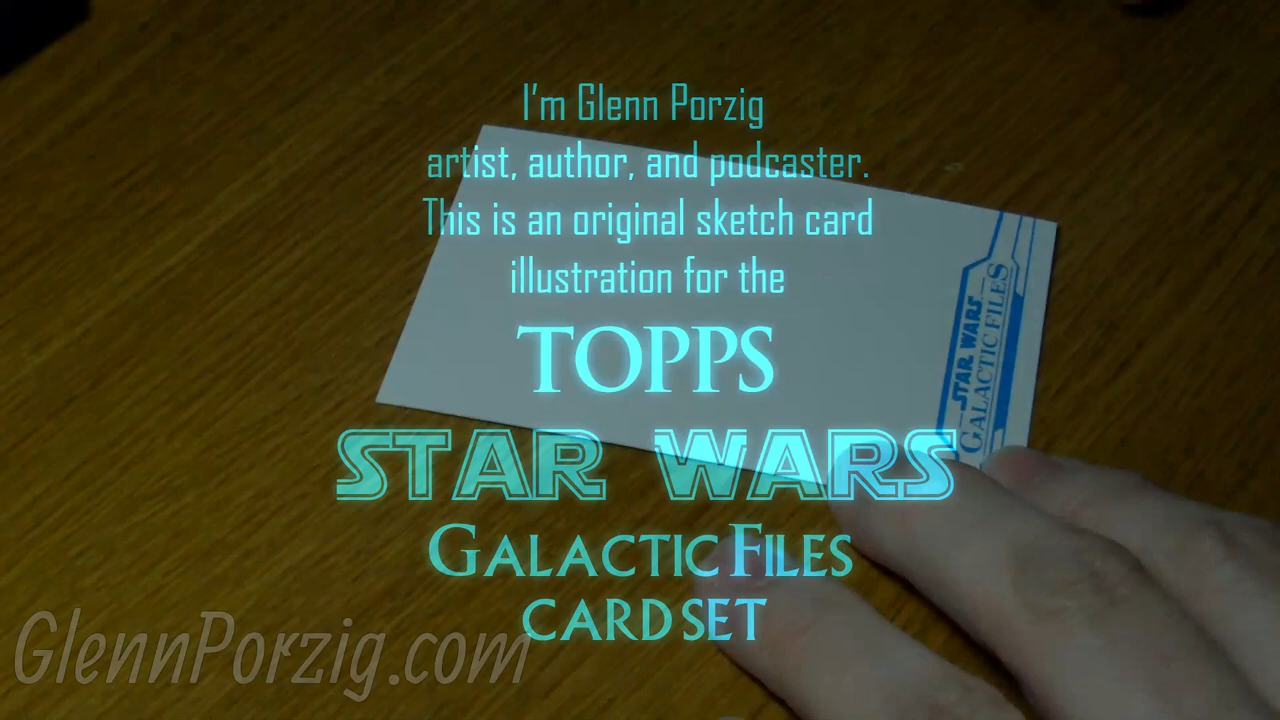 I'm Glenn Porzig
artist, author, and podcaster.
This is an original sketch card
illustration for the
TOPPS
STAR WARS
GALACTIC FILES
CARD SET
STAR WARS
GALACTIC FILES
GlennPorzig.com